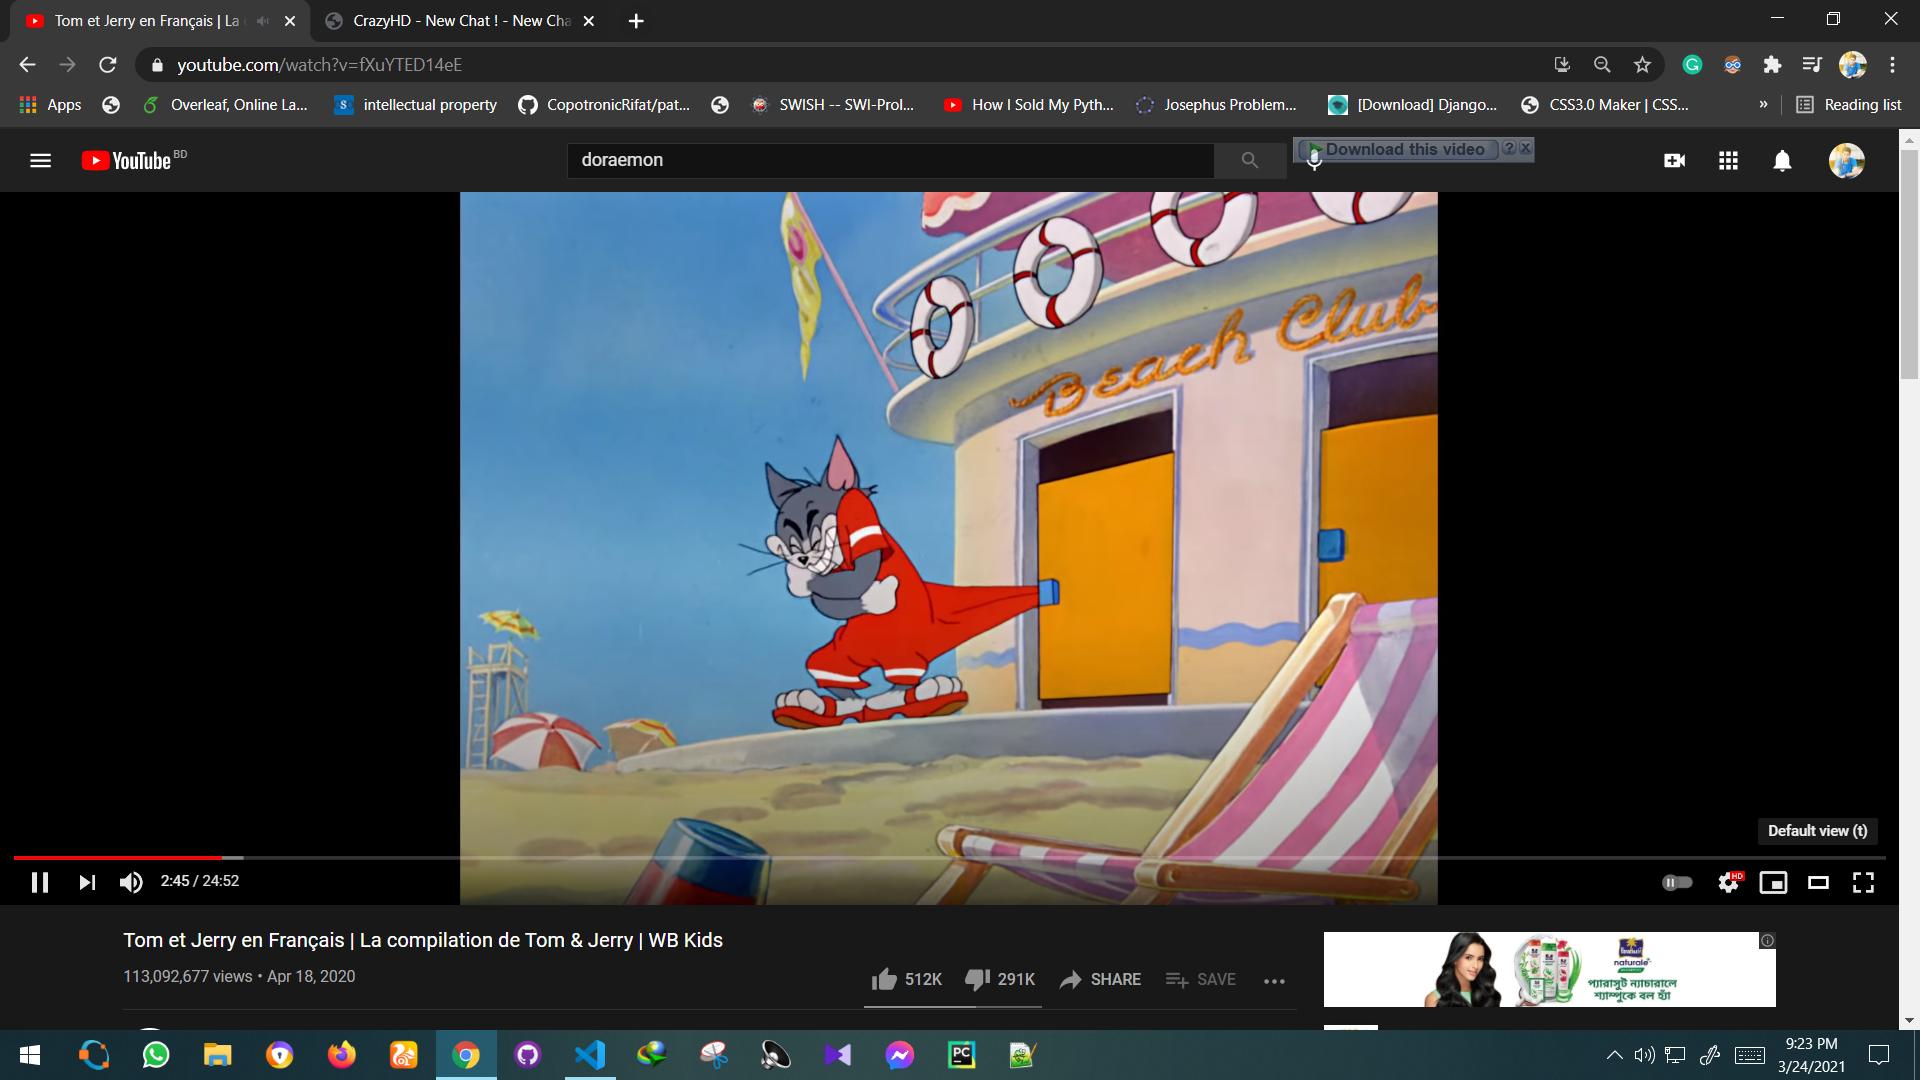 Tom et Jerry en Français | La
CrazyHD - New Chat ! - New Cha
youtube.com/watch?v=fXuYTED14eE
Apps
Overleaf, Online La...
intellectual property
CopotronicRifat/pat...
SWISH -- SWI-Prol...
How I Sold My Pyth...
Josephus Problem...
[Download] Django...
CSS3.0 Maker | CSS...
»
Reading list
YouTube BD
doraemon
Download this video
Beach Club
Default view (t)
2:45 / 24:52
HD
Tom et Jerry en Français | La compilation de Tom & Jerry | WB Kids
113,092,677 views • Apr 18, 2020
512K
291K
SHARE
SAVE
naturale
প্যারাসুট ন্যাচারালে
শ্যাম্পুকে বল হ্যাঁ
PC
9:23 PM
3/24/2021